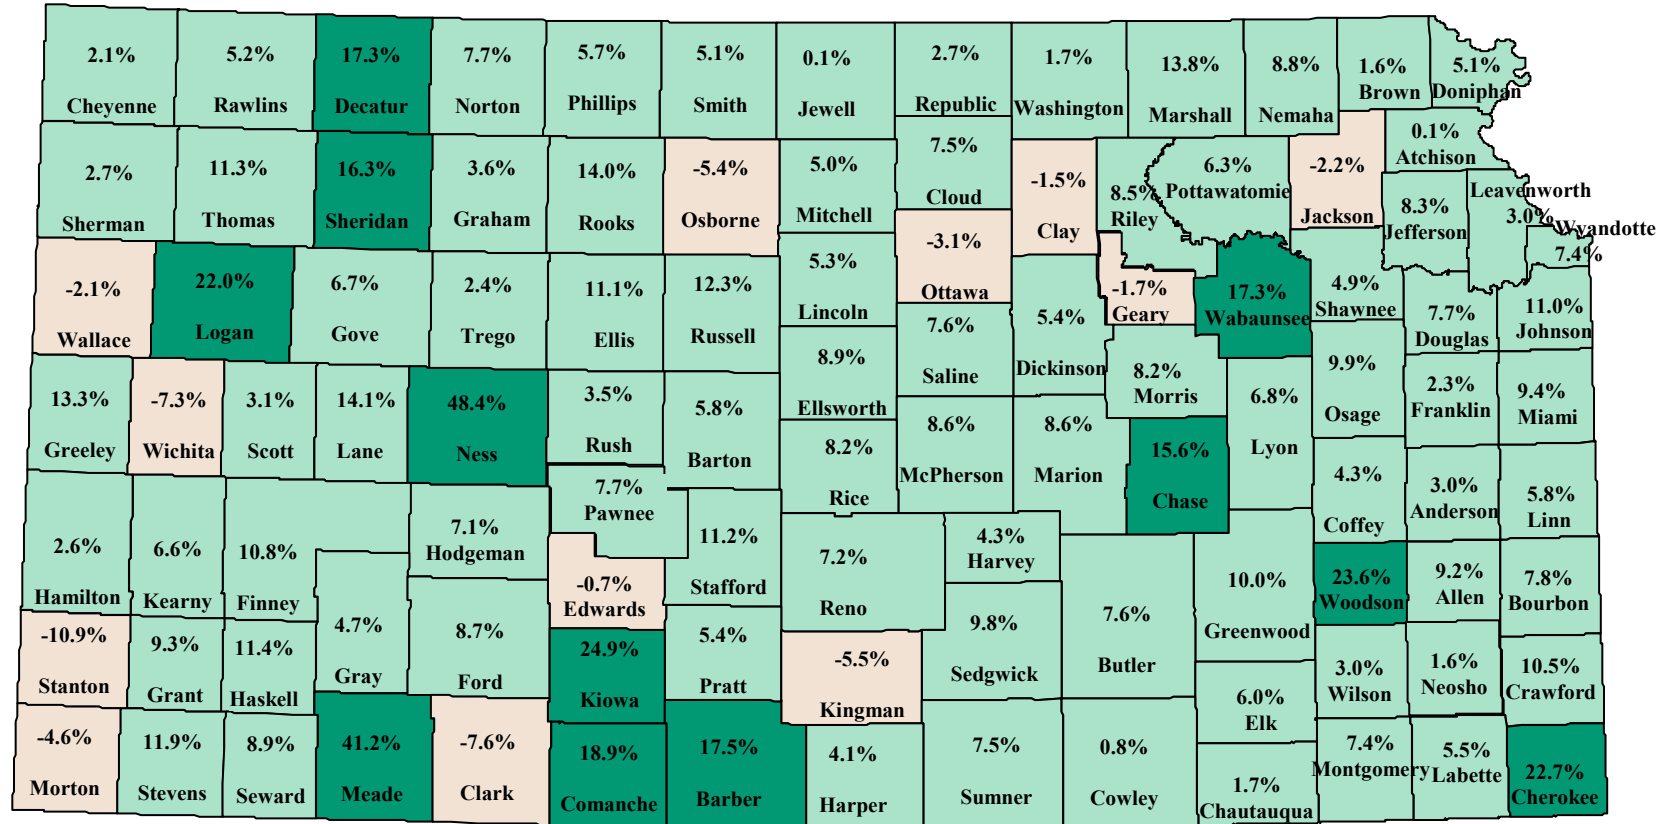 2.1%
Cheyenne
5.2%
Rawlins
17.3%
Decatur
7.7%
Norton
5.7%
Phillips
5.1%
Smith
0.1%
Jewell
2.7%
Republic
1.7%
Washington
13.8%
Marshall
8.8%
Nemaha
1.6%
Brown
5.1%
Doniphan
2.7%
Sherman
11.3%
Thomas
16.3%
Sheridan
3.6%
Graham
14.0%
Rooks
-5.4%
Osborne
5.0%
Mitchell
7.5%
Cloud
-1.5%
Clay
8.5%
Riley
6.3%
Pottawatomie
-2.2%
Jackson
0.1%
Atchison
8.3%
Jefferson
Leavenworth
3.0%
Wyandotte
7.4%
-2.1%
Wallace
22.0%
Logan
6.7%
Gove
2.4%
Trego
11.1%
Ellis
12.3%
Russell
5.3%
Lincoln
-3.1%
Ottawa
7.6%
Saline
5.4%
Dickinson
-1.7%
Geary
17.3%
Wabaunsee
4.9%
Shawnee
7.7%
Douglas
11.0%
Johnson
13.3%
Greeley
-7.3%
Wichita
3.1%
Scott
14.1%
Lane
48.4%
Ness
3.5%
Rush
5.8%
Barton
8.9%
Ellsworth
8.2%
Rice
8.6%
McPherson
8.6%
Marion
8.2%
Morris
15.6%
Chase
6.8%
Lyon
9.9%
Osage
2.3%
Franklin
9.4%
Miami
4.3%
Coffey
3.0%
Anderson
5.8%
Linn
2.6%
Hamilton
6.6%
Kearny
10.8%
Finney
7.1%
Hodgeman
7.7%
Pawnee
-0.7%
Edwards
11.2%
Stafford
7.2%
Reno
4.3%
Harvey
9.8%
Sedgwick
7.6%
Butler
10.0%
Greenwood
23.6%
Woodson
9.2%
Allen
7.8%
Bourbon
-10.9%
Stanton
9.3%
Grant
11.4%
Haskell
4.7%
Gray
8.7%
Ford
24.9%
Kiowa
5.4%
Pratt
-5.5%
Kingman
6.0%
Elk
3.0%
Wilson
1.6%
Neosho
10.5%
Crawford
-4.6%
Morton
11.9%
Stevens
8.9%
Seward
41.2%
Meade
-7.6%
Clark
18.9%
Comanche
17.5%
Barber
4.1%
Harper
7.5%
Sumner
0.8%
Cowley
1.7%
Chautauqua
7.4%
Montgomery
5.5%
Labette
22.7%
Cherokee